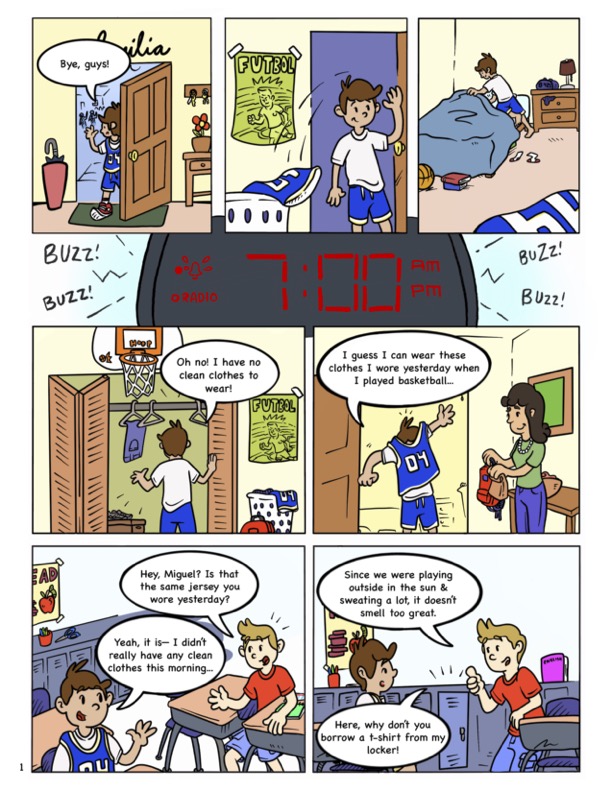 Familia
Bye, guys!
04
FUTBOL
BUZZ!
BUZZ!
7:00
AM
PM
RADIO
BUZZ!
BUZZ!
Oh no! I have no
clean clothes to
wear!
FUTBOL
I guess I can wear these
clothes I wore yesterday when
I played basketball...
04
EAD
Hey, Miguel? Is that
the same jersey you
wore yesterday?
Yeah, it is– I didn't
really have any clean
clothes this morning...
04
Since we were playing
outside in the sun &
sweating a lot, it doesn't
smell too great.
Here, why don't you
borrow a t-shirt from my
locker!
1